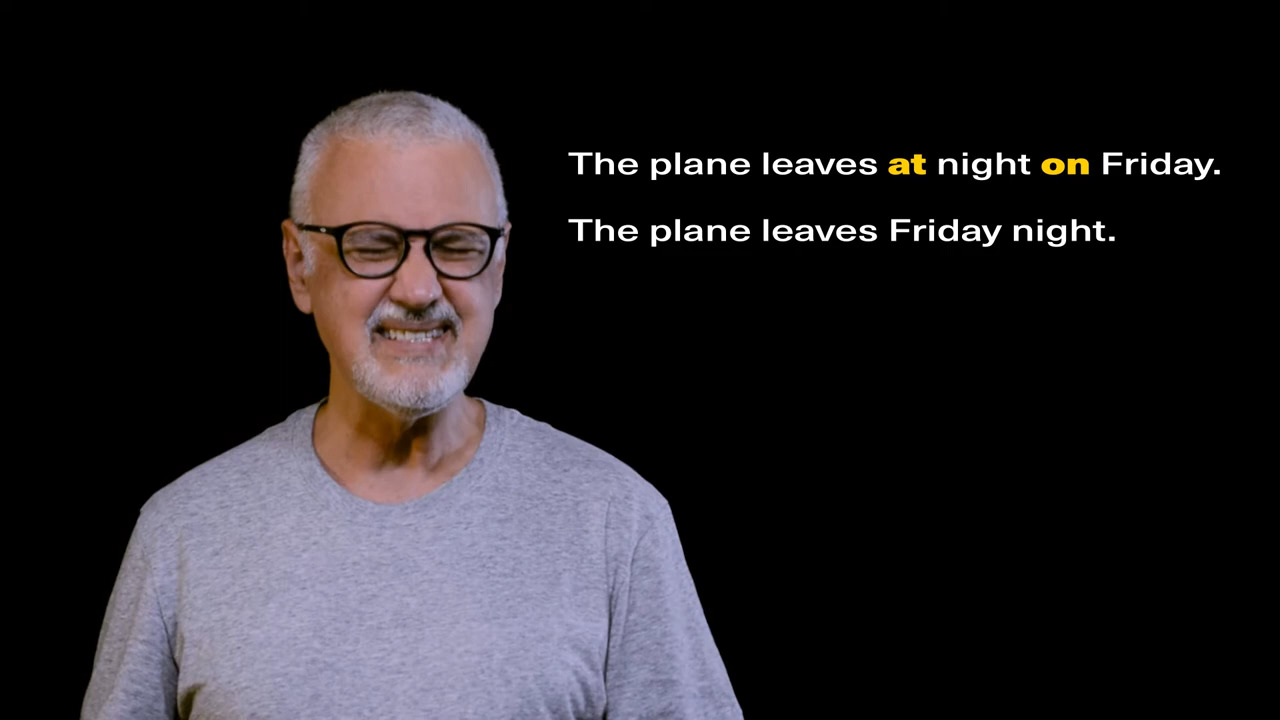 The plane leaves at night on Friday.
The plane leaves Friday night.